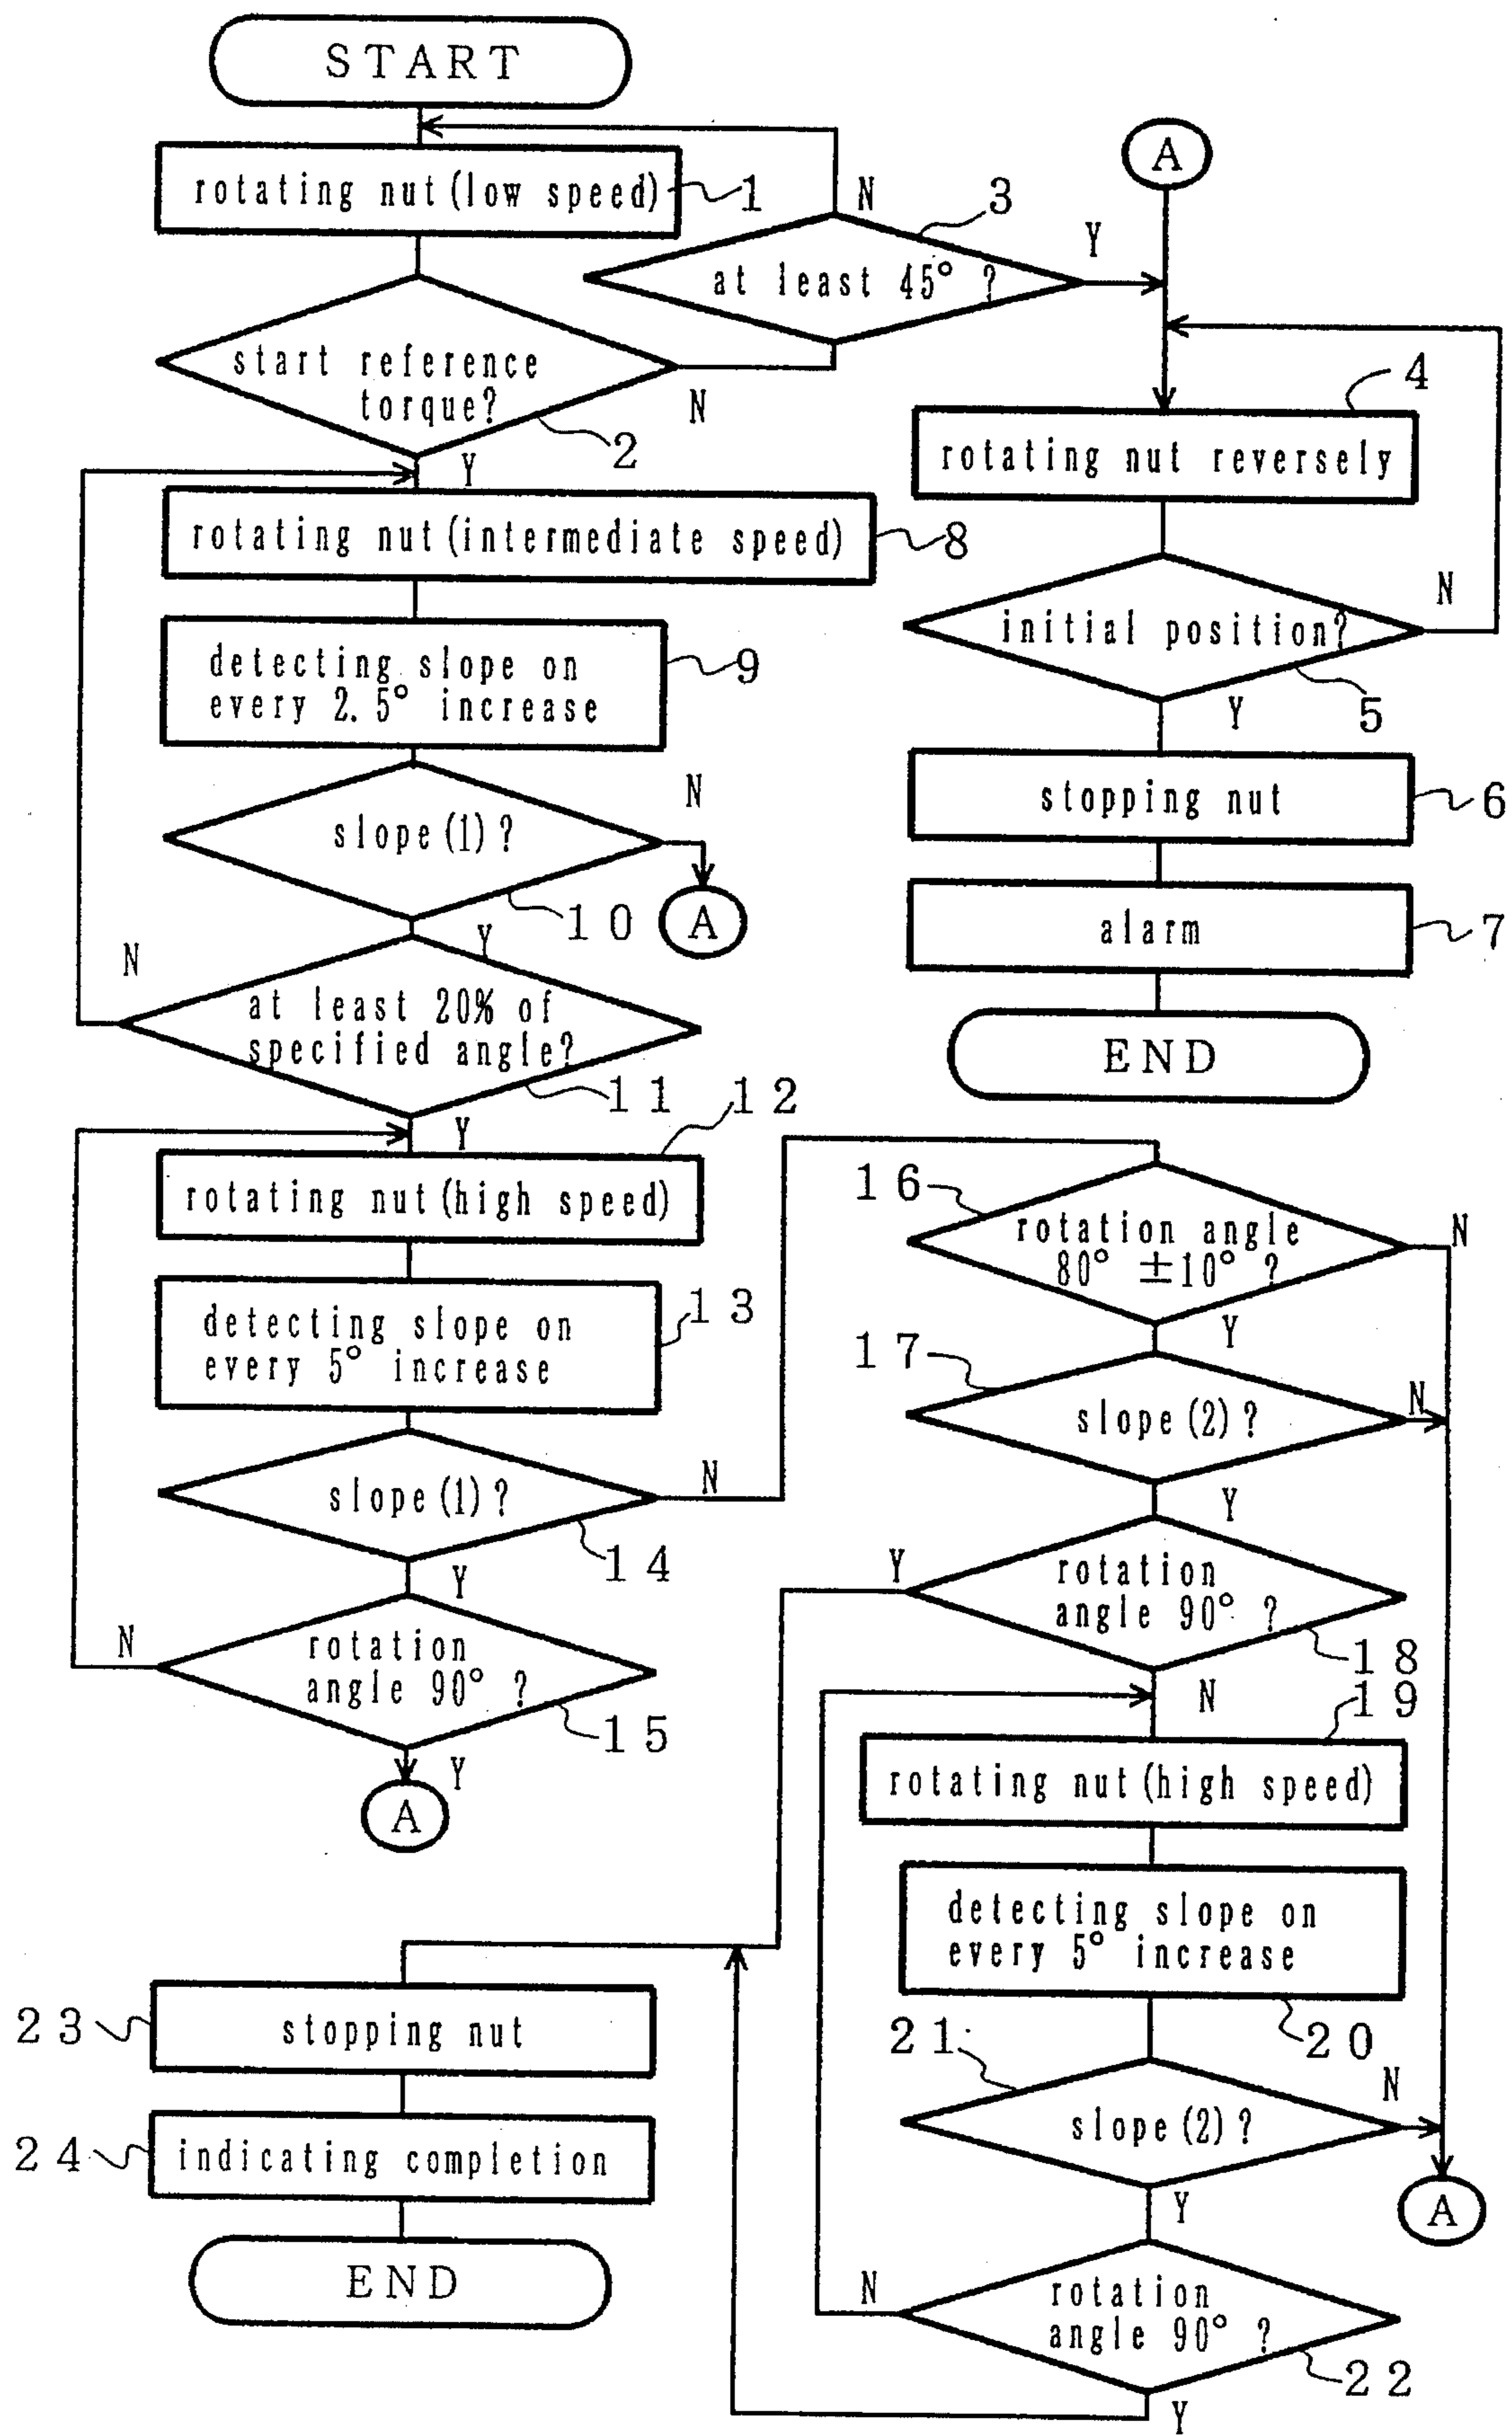 START
rotating nut(low speed)
1
start reference
torque?
2
N
Y
at least 45° ?
3
N
Y
A
rotating nut reversely
4
initial position?
5
N
Y
stopping nut
6
alarm
7
END
rotating nut(intermediate speed)
8
detecting slope on
every 2.5° increase
9
slope(1)?
10
N
A
Y
at least 20% of
specified angle?
11
N
Y
rotating nut(high speed)
12
detecting slope on
every 5° increase
13
slope(1)?
14
N
Y
rotation
angle 90° ?
15
N
Y
A
16
rotation angle
80° ±10° ?
N
Y
17
slope(2)?
N
Y
rotation
angle 90° ?
18
Y
N
19
rotating nut(high speed)
detecting slope on
every 5° increase
20
21
slope(2)?
N
A
Y
rotation
angle 90° ?
22
N
Y
23
stopping nut
24
indicating completion
END